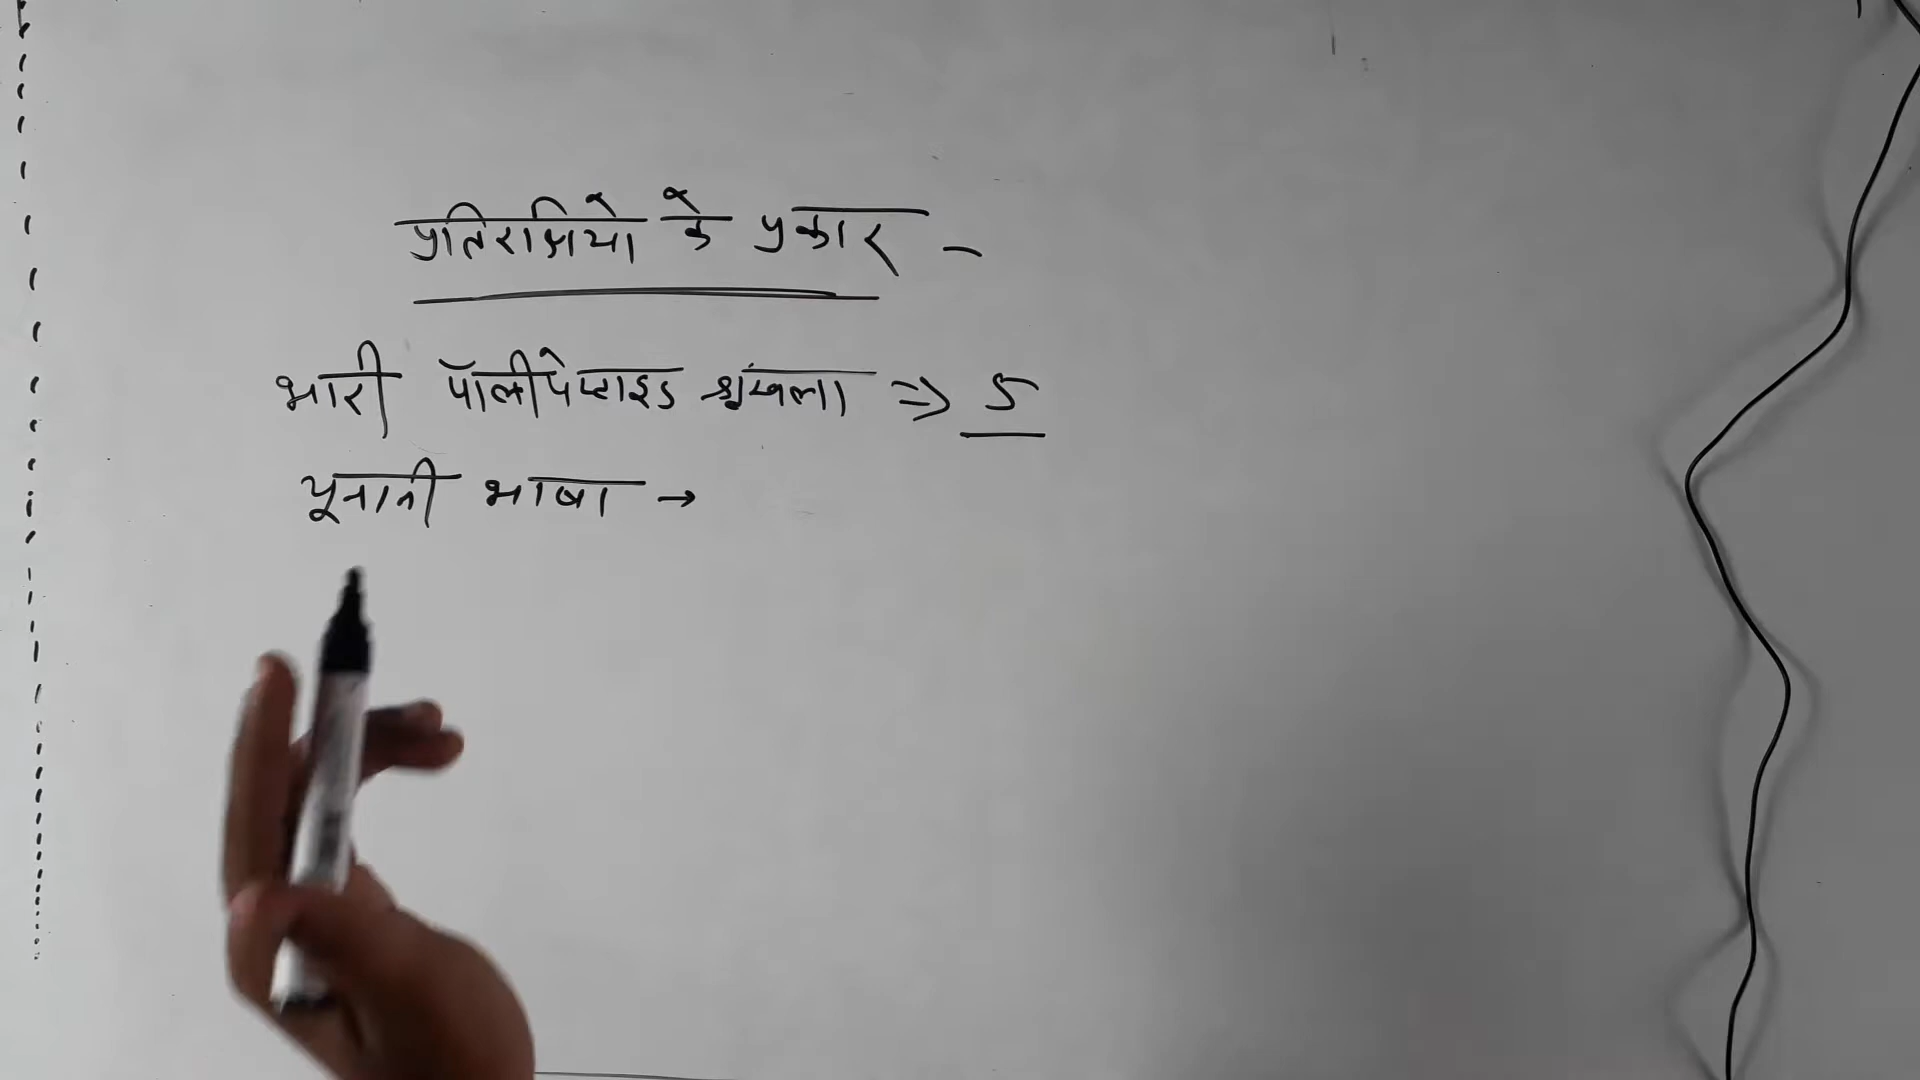 प्रतिरक्षियो के प्रकार -
भारी पॉलीपेप्टाइड श्रृंखला ⇒ 5
यूनानी भाषा →